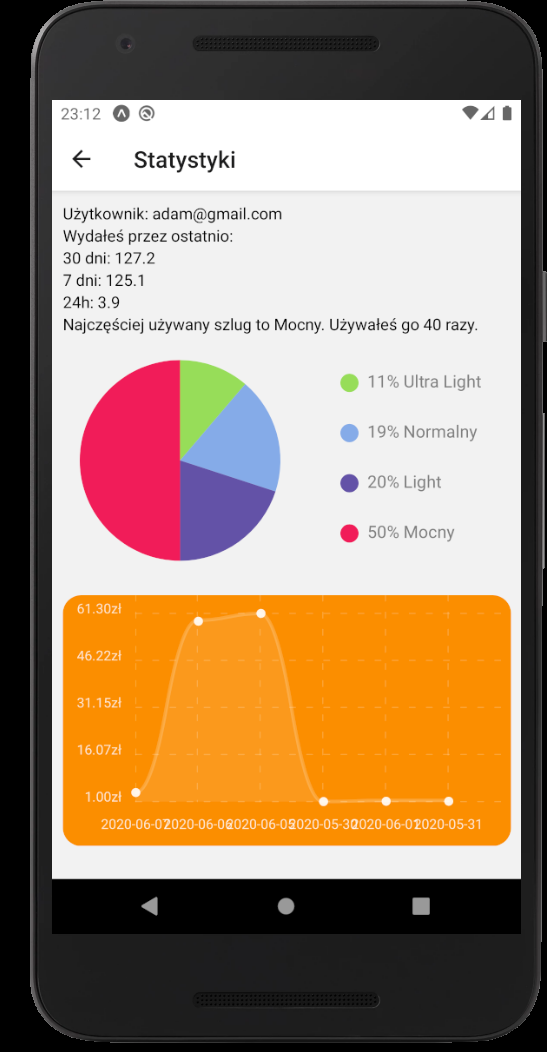 23:12
Statystyki
Użytkownik: adam@gmail.com
Wydałeś przez ostatnio:
30 dni: 127.2
7 dni: 125.1
24h: 3.9
Najczęściej używany szlug to Mocny. Używałeś go 40 razy.
11% Ultra Light
19% Normalny
20% Light
50% Mocny
61.30zł
46.22zł
31.15zł
16.07zł
1.00zł
2020-06-07 2020-06-06 2020-06-05 2020-05-30 2020-06-01 2020-05-31